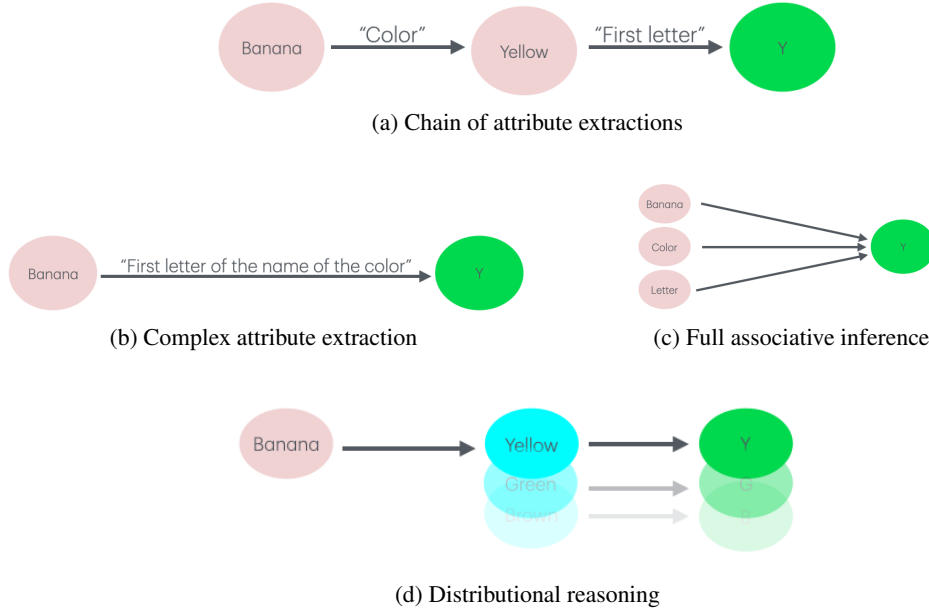 Banana
“Color”
Yellow
“First letter”
Y
(a) Chain of attribute extractions
Banana
“First letter of the name of the color”
Y
(b) Complex attribute extraction
Banana
Color
Letter
Y
(c) Full associative inference
Banana
Yellow
Y
Green
G
Brown
B
(d) Distributional reasoning